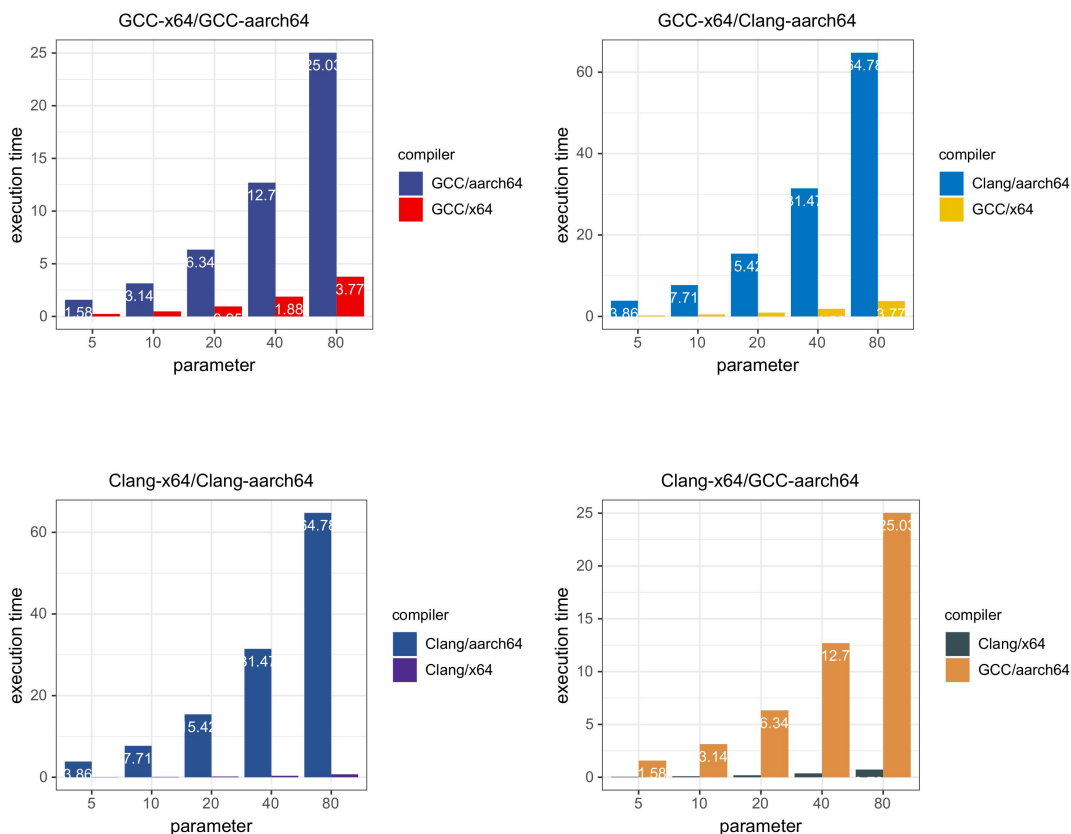 GCC-x64/GCC-aarch64
25
20
15
10
5
0
execution time
25.03
12.7
6.34
3.14
1.58
1.88
3.77
5
10
20
40
80
parameter
compiler
GCC/aarch64
GCC/x64
GCC-x64/Clang-aarch64
60
40
20
0
execution time
64.78
31.47
15.42
7.71
3.86
3.77
5
10
20
40
80
parameter
compiler
Clang/aarch64
GCC/x64
Clang-x64/Clang-aarch64
60
40
20
0
execution time
64.78
31.47
15.42
7.71
3.86
5
10
20
40
80
parameter
compiler
Clang/aarch64
Clang/x64
Clang-x64/GCC-aarch64
25
20
15
10
5
0
execution time
25.03
12.7
6.34
3.14
1.58
5
10
20
40
80
parameter
compiler
Clang/x64
GCC/aarch64